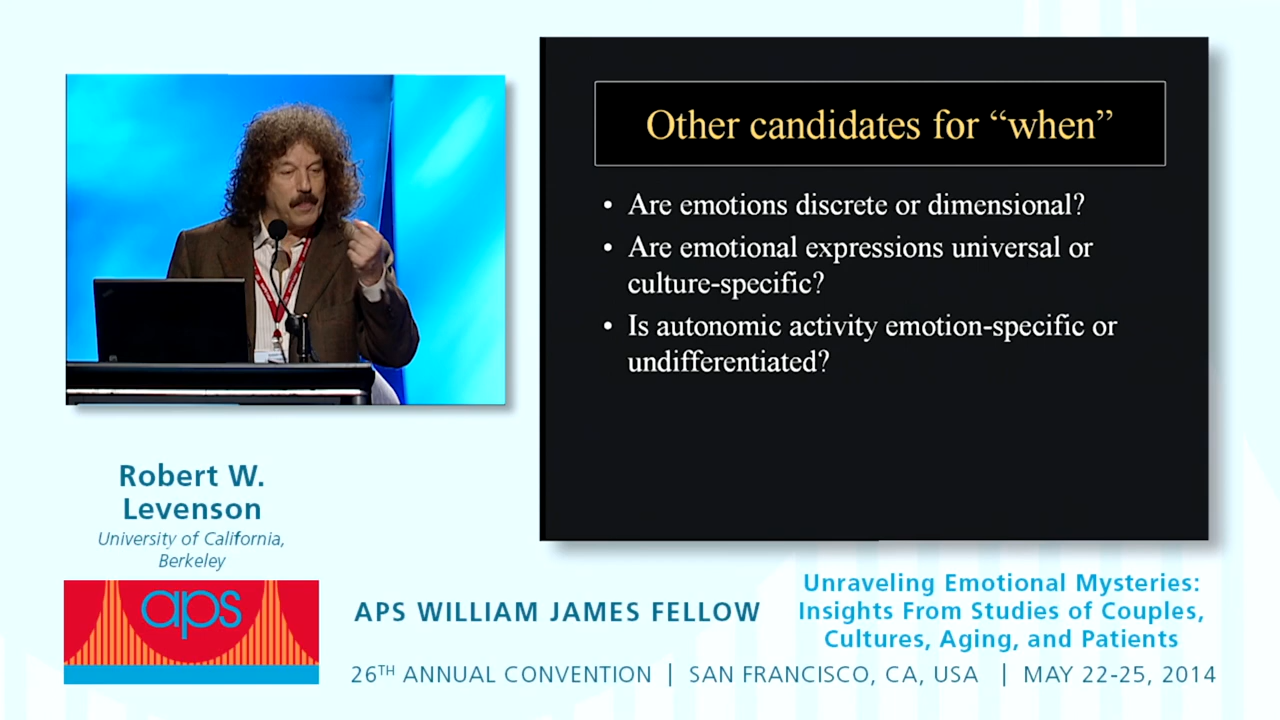 Other candidates for “when”
• Are emotions discrete or dimensional?
• Are emotional expressions universal or
culture-specific?
• Is autonomic activity emotion-specific or
undifferentiated?
Robert W.
Levenson
University of California,
Berkeley
aps
APS WILLIAM JAMES FELLOW
Unraveling Emotional Mysteries:
Insights From Studies of Couples,
Cultures, Aging, and Patients
26TH ANNUAL CONVENTION | SAN FRANCISCO, CA, USA | MAY 22-25, 2014